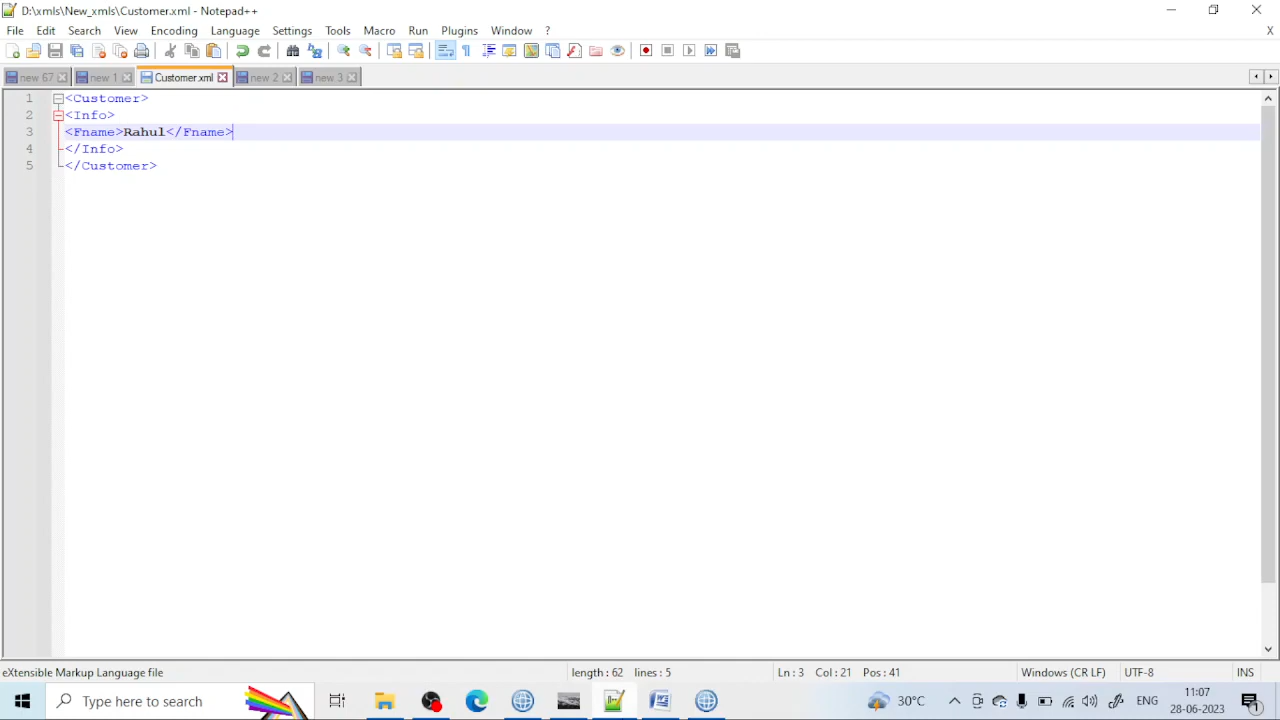 D:\xmls\New_xmls\Customer.xml - Notepad++
File Edit Search View Encoding Language Settings Tools Macro Run Plugins Window ? X
new 67 new 1 Customer.xml new 2 new 3
1 <Customer>
2 <Info>
3 <Fname>Rahul</Fname>
4 </Info>
5 </Customer>
eXtensible Markup Language file length : 62 lines : 5 Ln : 3 Col : 21 Pos : 41 Windows (CR LF) UTF-8 INS
Type here to search 30°C ENG 11:07
28-06-2023 1